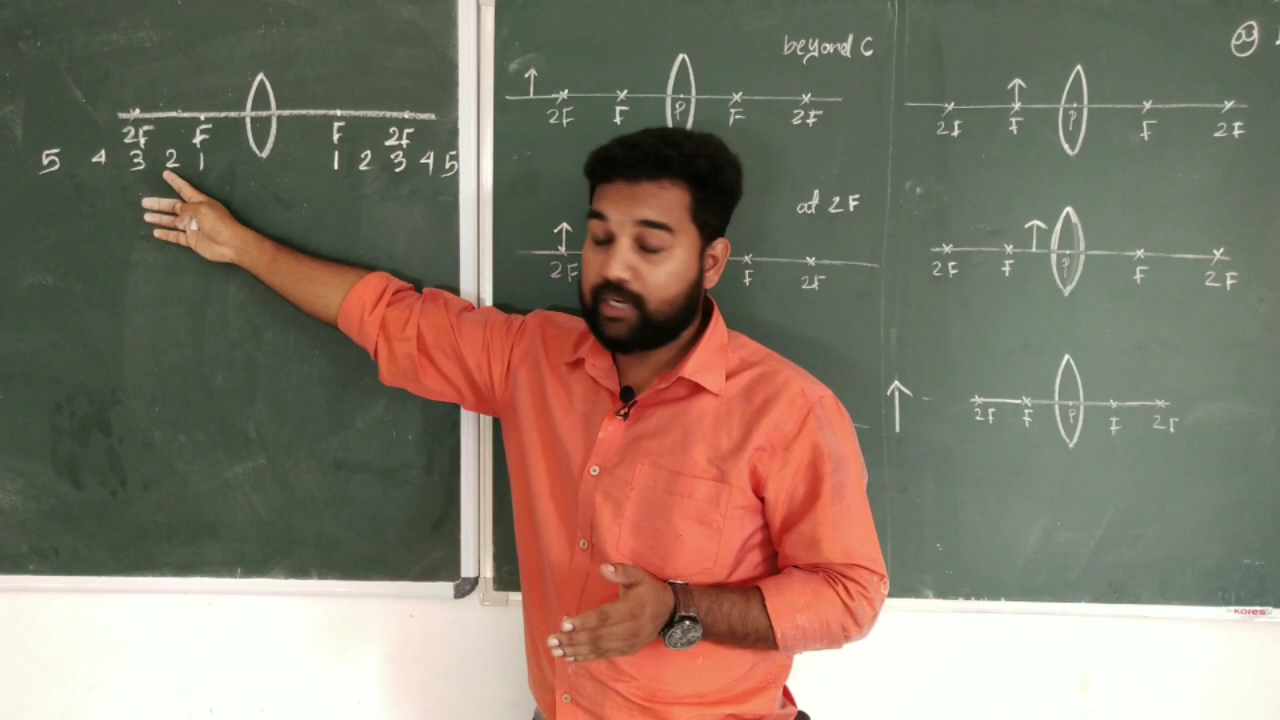 2F F F 2F
5 4 3 2 1 1 2 3 4 5
beyond C
2F F P F 2F
at 2F
2F F 2F
2F F P F 2F
2F F P F 2F
2F F P F 2F
KORES